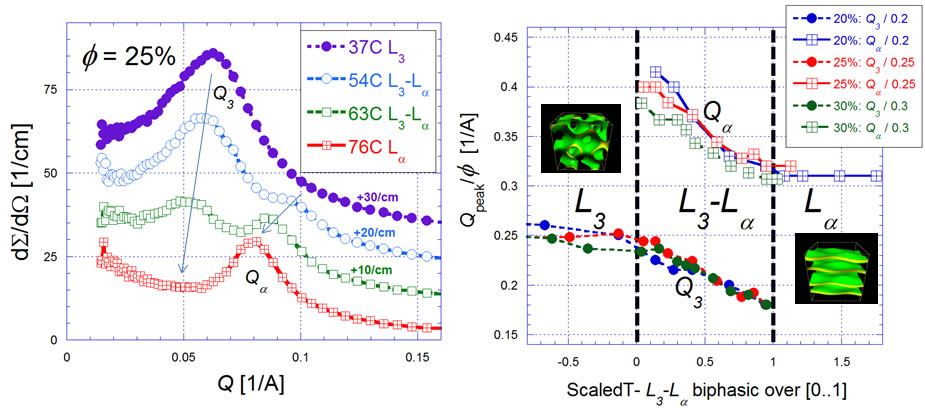 ϕ = 25%
37C L3
54C L3-Lα
63C L3-Lα
76C Lα
Q3
Qα
+30/cm
+20/cm
+10/cm
dΣ/dΩ [1/cm]
75
50
25
0
0
0.05
0.1
0.15
Q [1/A]
20%: Q3 / 0.2
20%: Qα / 0.2
25%: Q3 / 0.25
25%: Qα / 0.25
30%: Q3 / 0.3
30%: Qα / 0.3
Qpeak/ϕ [1/A]
0.45
0.4
0.35
0.3
0.25
0.2
0.15
Qα
L3
L3-Lα
Lα
Q3
-0.5
0
0.5
1
1.5
ScaledT- L3-Lα biphasic over [0..1]